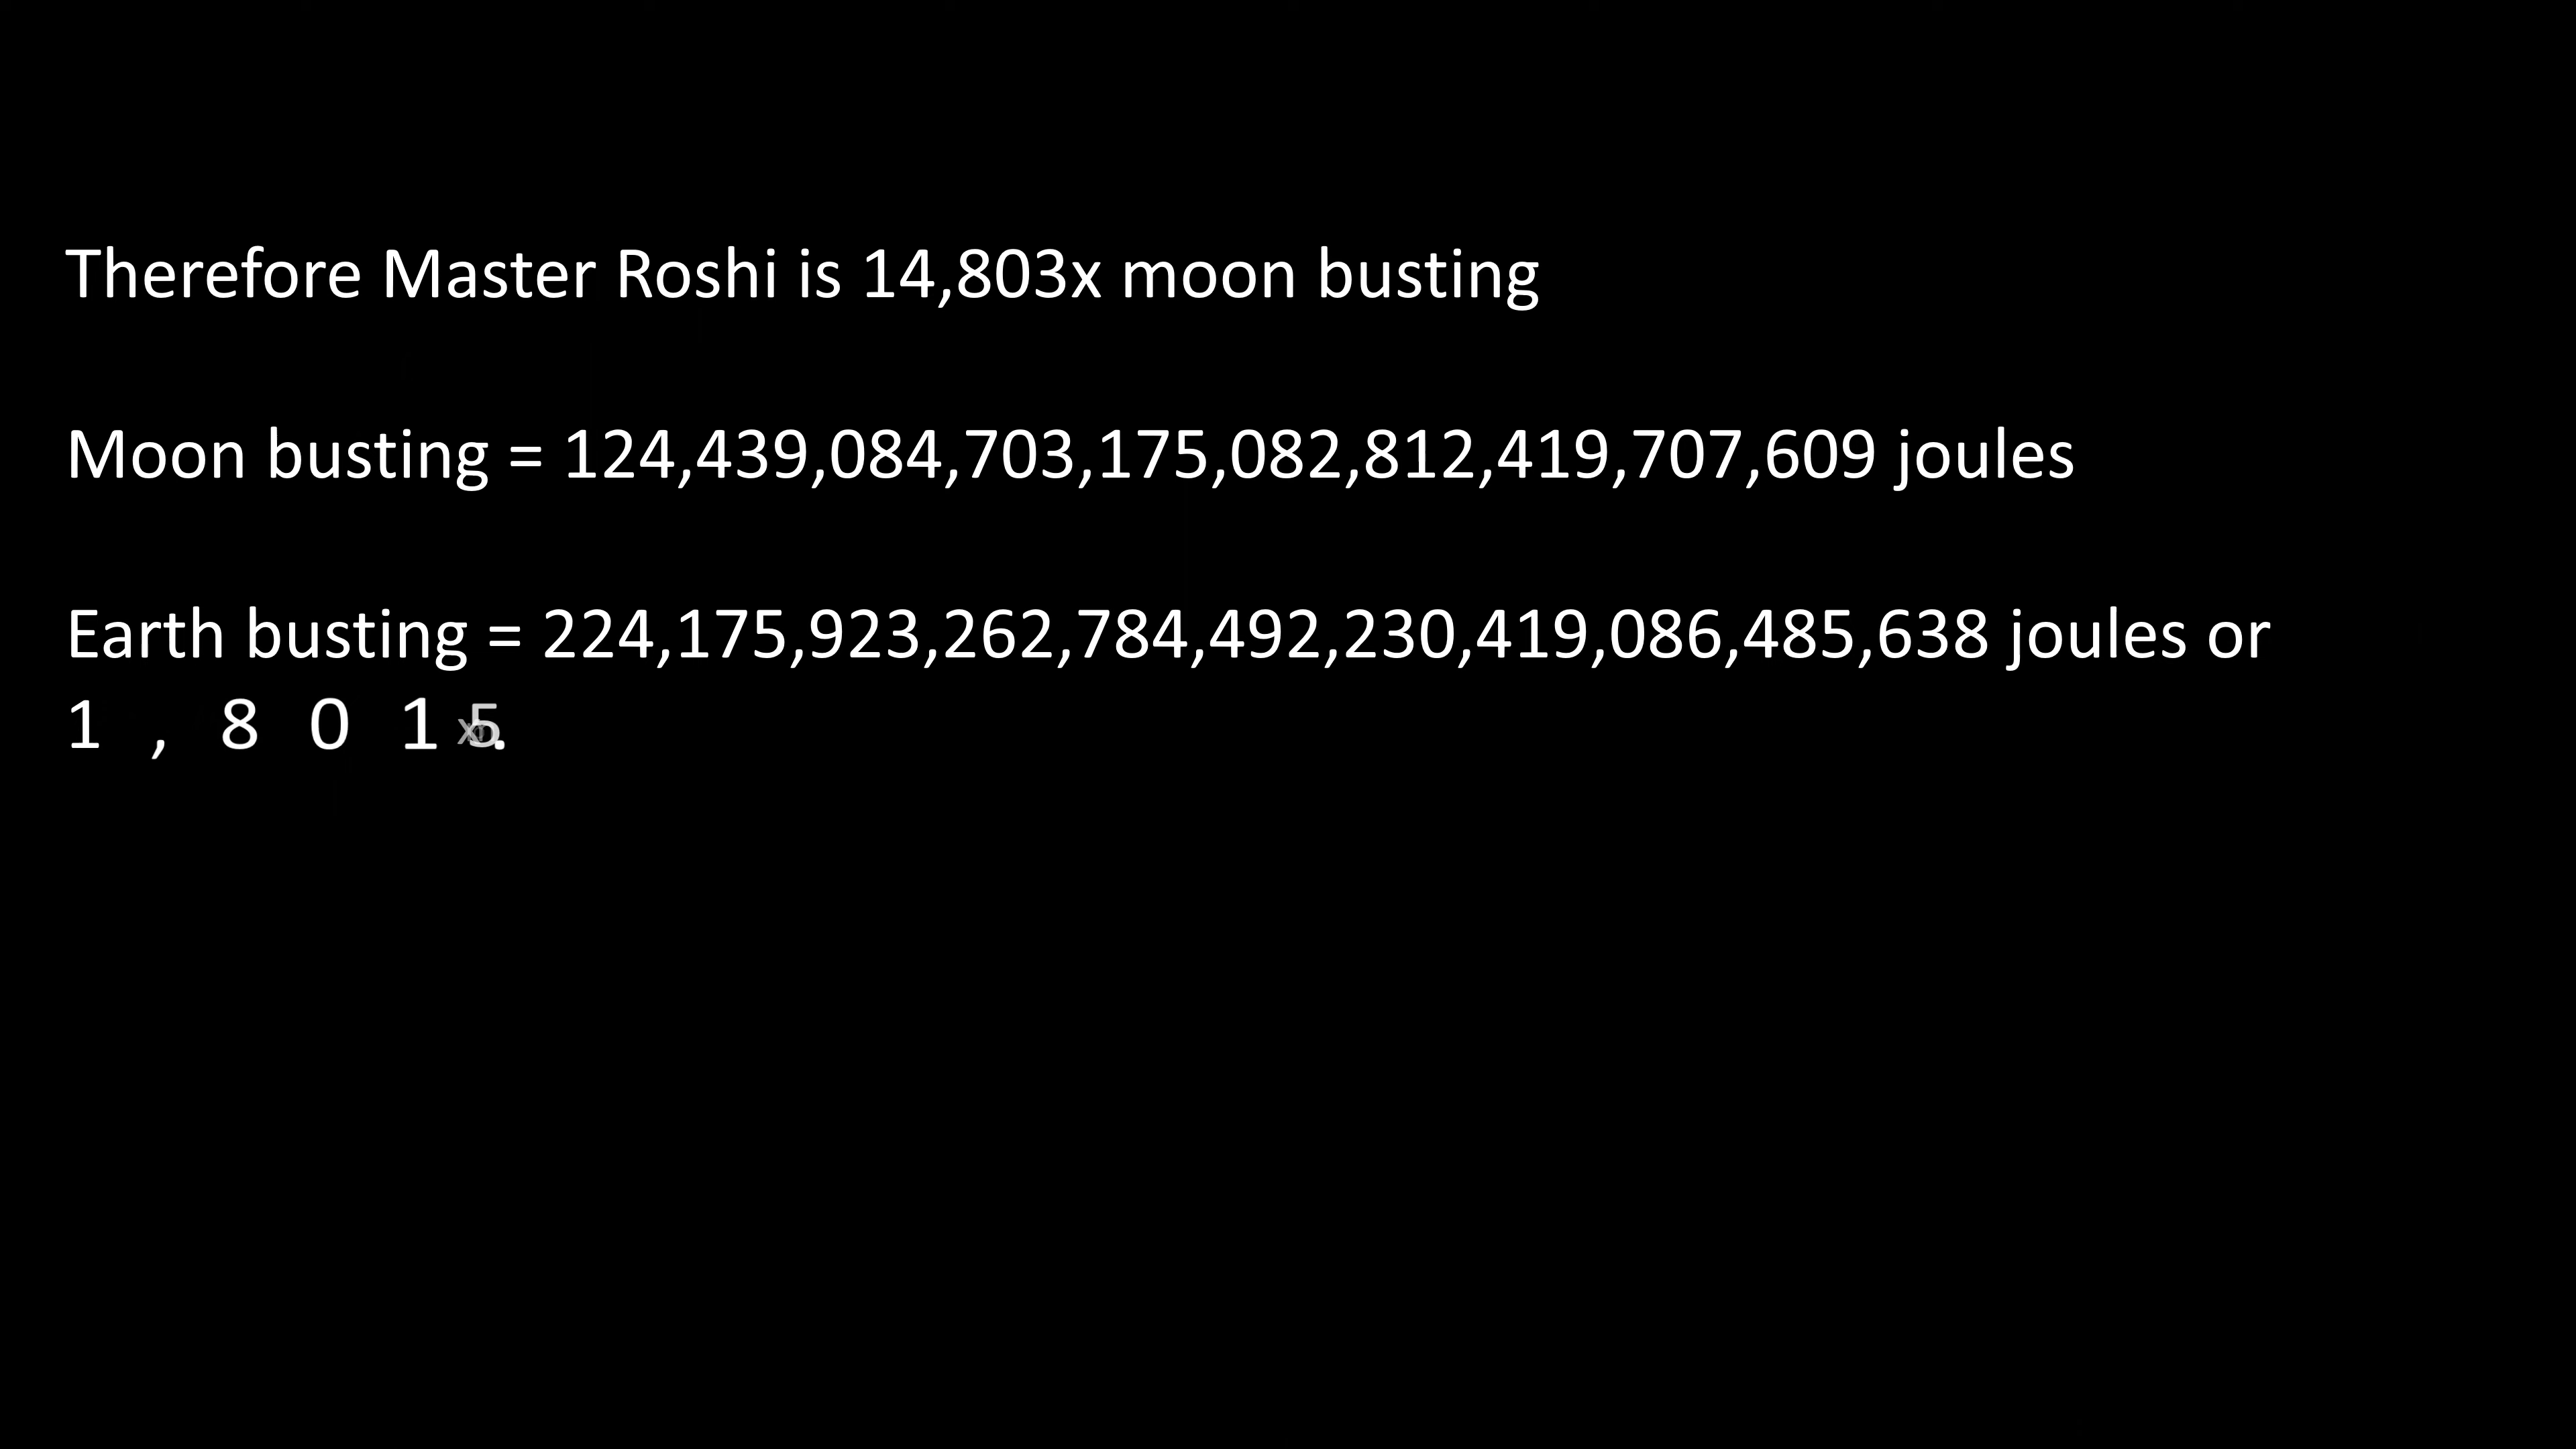 Therefore Master Roshi is 14,803x moon busting
Moon busting = 124,439,084,703,175,082,812,419,707,609 joules
Earth busting = 224,175,923,262,784,492,230,419,086,485,638 joules or
1 , 8 0 1 . 5 x